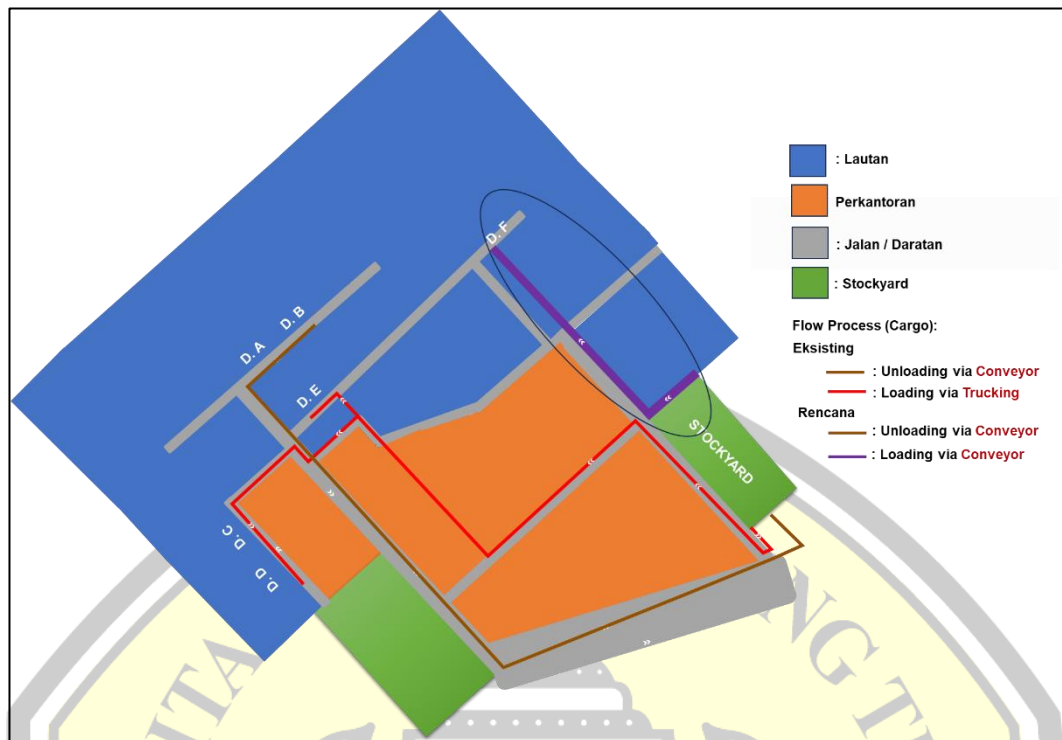 D. F
D. B
D. A
D. E
D. C
D. D
STOCKYARD
: Lautan
Perkantoran
: Jalan / Daratan
: Stockyard
Flow Process (Cargo):
Eksisting
: Unloading via Conveyor
: Loading via Trucking
Rencana
: Unloading via Conveyor
: Loading via Conveyor